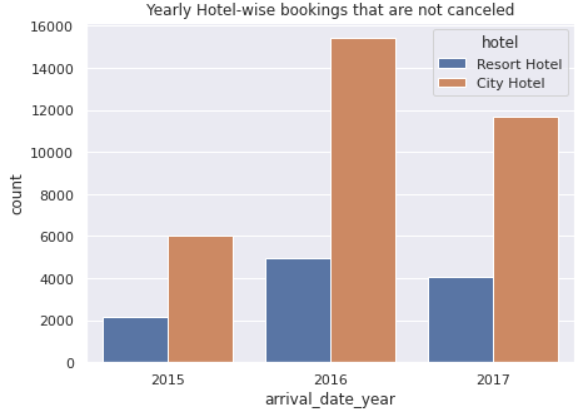 Yearly Hotel-wise bookings that are not canceled
16000
14000
12000
10000
8000
6000
4000
2000
0
count
hotel
Resort Hotel
City Hotel
2015 2016 2017
arrival_date_year